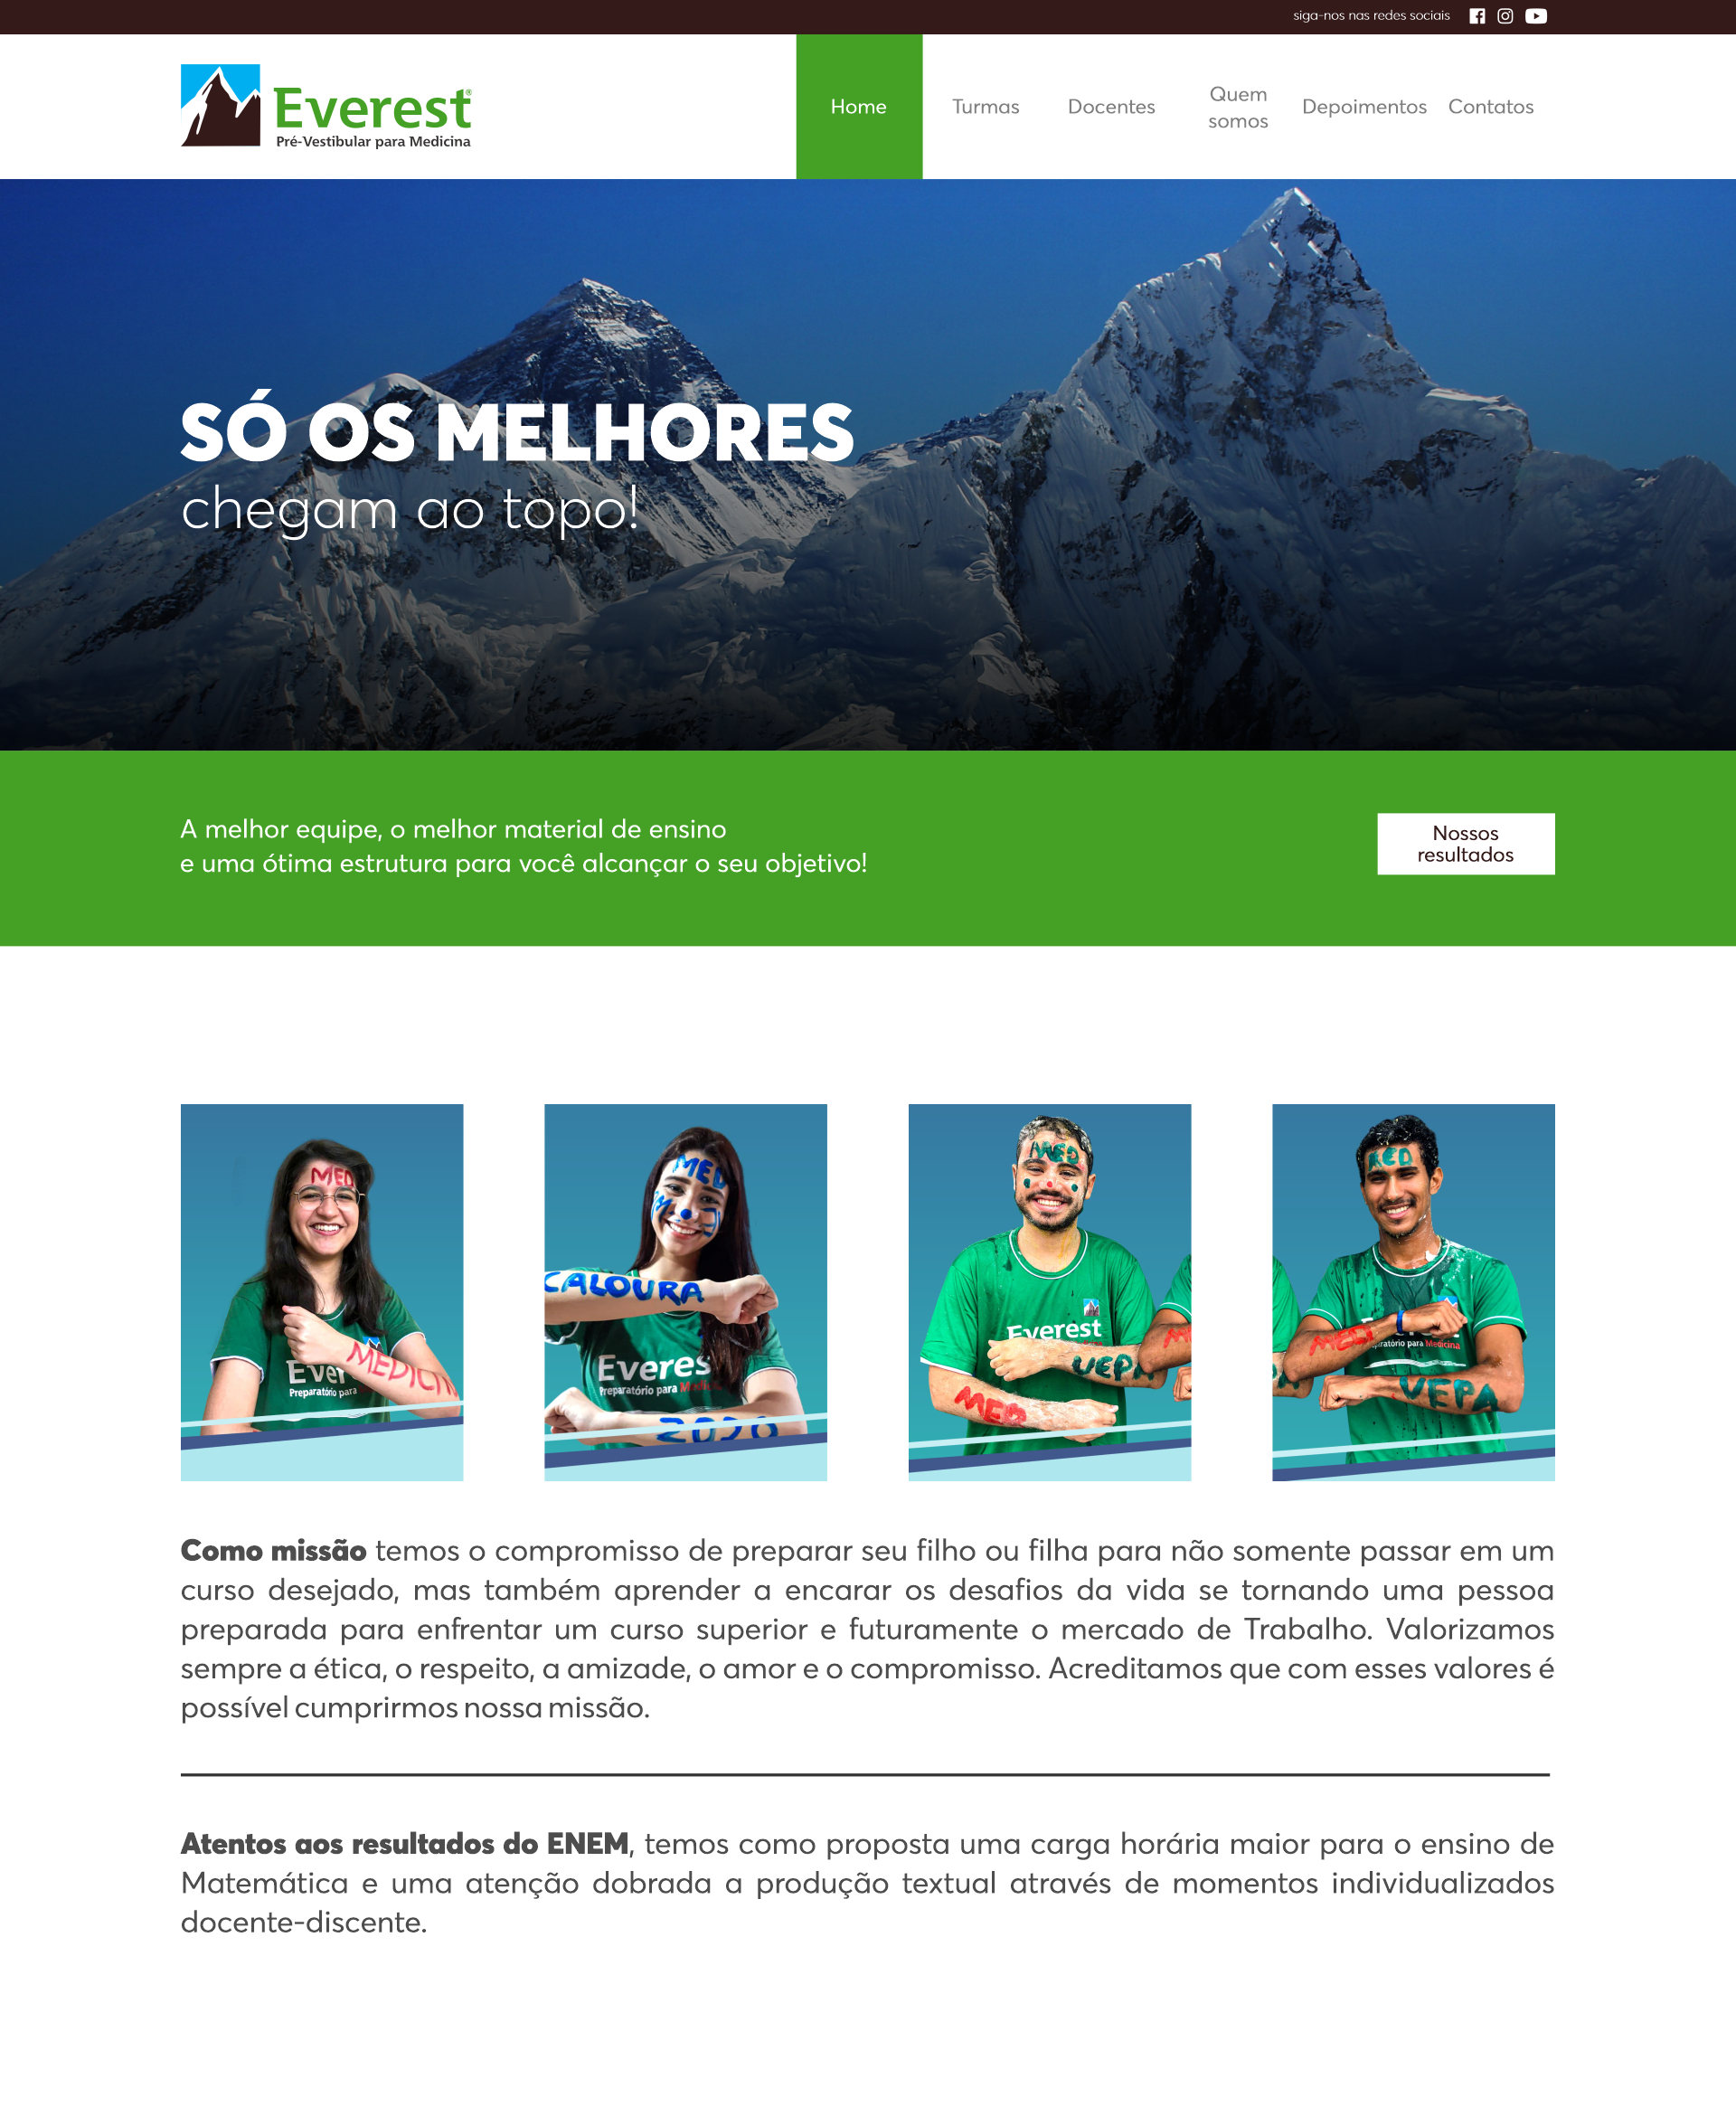 siga-nos nas redes sociais
Everest®
Pré-Vestibular para Medicina
Home
Turmas
Docentes
Quem
somos
Depoimentos
Contatos
SÓ OS MELHORES
chegam ao topo!
A melhor equipe, o melhor material de ensino
e uma ótima estrutura para você alcançar o seu objetivo!
Nossos
resultados
MED
MEDICIN
Preparatório para
MED
CALOURA
Everes
Preparatório para
2020
MED
Everest
UEPA
MED
MED
para Medicina
UEPA
Como missão temos o compromisso de preparar seu filho ou filha para não somente passar em um
curso desejado, mas também aprender a encarar os desafios da vida se tornando uma pessoa
preparada para enfrentar um curso superior e futuramente o mercado de Trabalho. Valorizamos
sempre a ética, o respeito, a amizade, o amor e o compromisso. Acreditamos que com esses valores é
possível cumprirmos nossa missão.
Atentos aos resultados do ENEM, temos como proposta uma carga horária maior para o ensino de
Matemática e uma atenção dobrada a produção textual através de momentos individualizados
docente-discente.